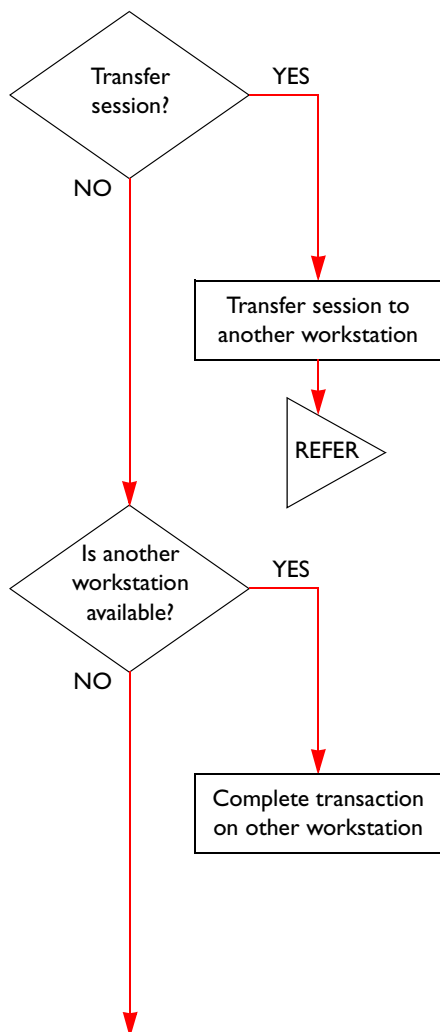 Transfer
session?
YES
NO
Transfer session to
another workstation
REFER
Is another
workstation
available?
YES
NO
Complete transaction
on other workstation